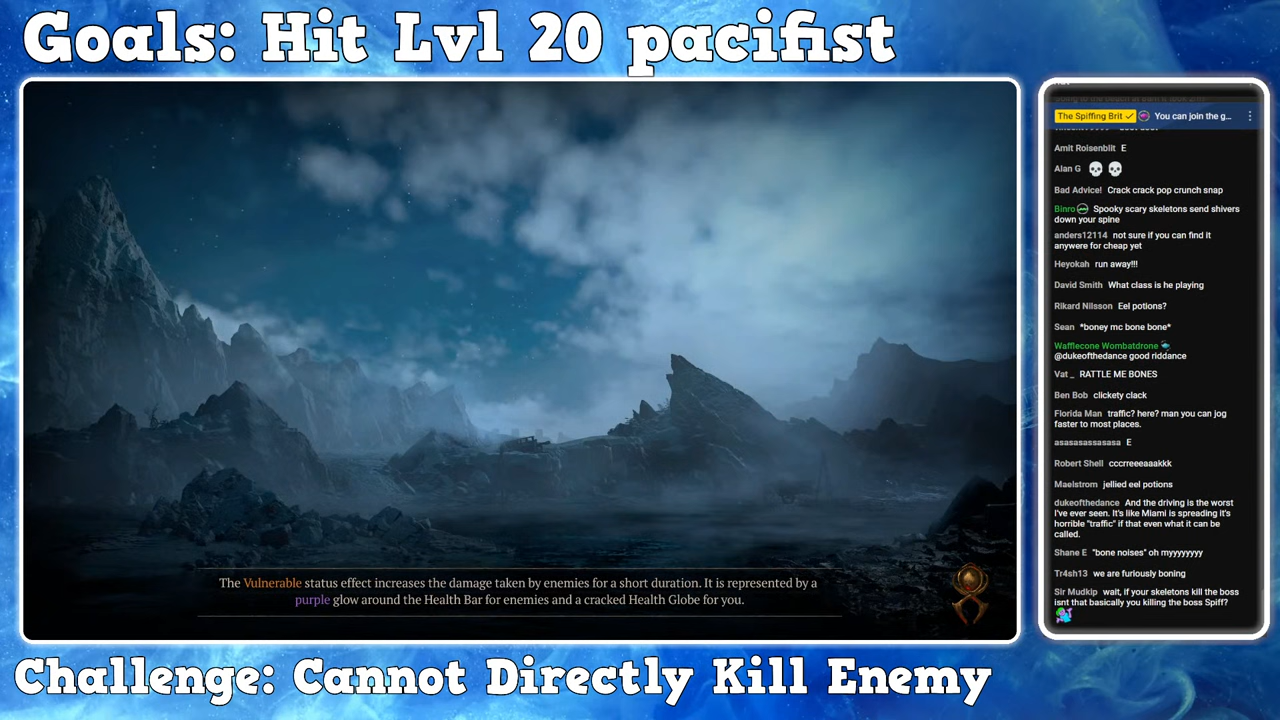 Goals: Hit Lvl 20 pacifist
The Spiffing Brit You can join the g...
Amit Roisenblit E
Alan G
Bad Advice! Crack crack pop crunch snap
Binro Spooky scary skeletons send shivers
down your spine
anders12114 not sure if you can find it
anywere for cheap yet
Heyokah run away!!!
David Smith What class is he playing
Rikard Nilsson Eel potions?
Sean *boney mc bone bone*
Wafflecone Wombatdrone
@dukeofthedance good riddance
Vat _ RATTLE ME BONES
Ben Bob clickety clack
Florida Man traffic? here? man you can jog
faster to most places.
asasasassasasa E
Robert Shell cccrreeeaaakkk
Maelstrom jellied eel potions
dukeofthedance And the driving is the worst
I've ever seen. It's like Miami is spreading it's
horrible "traffic" if that even what it can be
called.
Shane E "bone noises" oh myyyyyyy
Tr4sh13 we are furiously boning
Sir Mudkip wait, if your skeletons kill the boss
isnt that basically you killing the boss Spiff?
The Vulnerable status effect increases the damage taken by enemies for a short duration. It is represented by a
purple glow around the Health Bar for enemies and a cracked Health Globe for you.
Challenge: Cannot Directly Kill Enemy